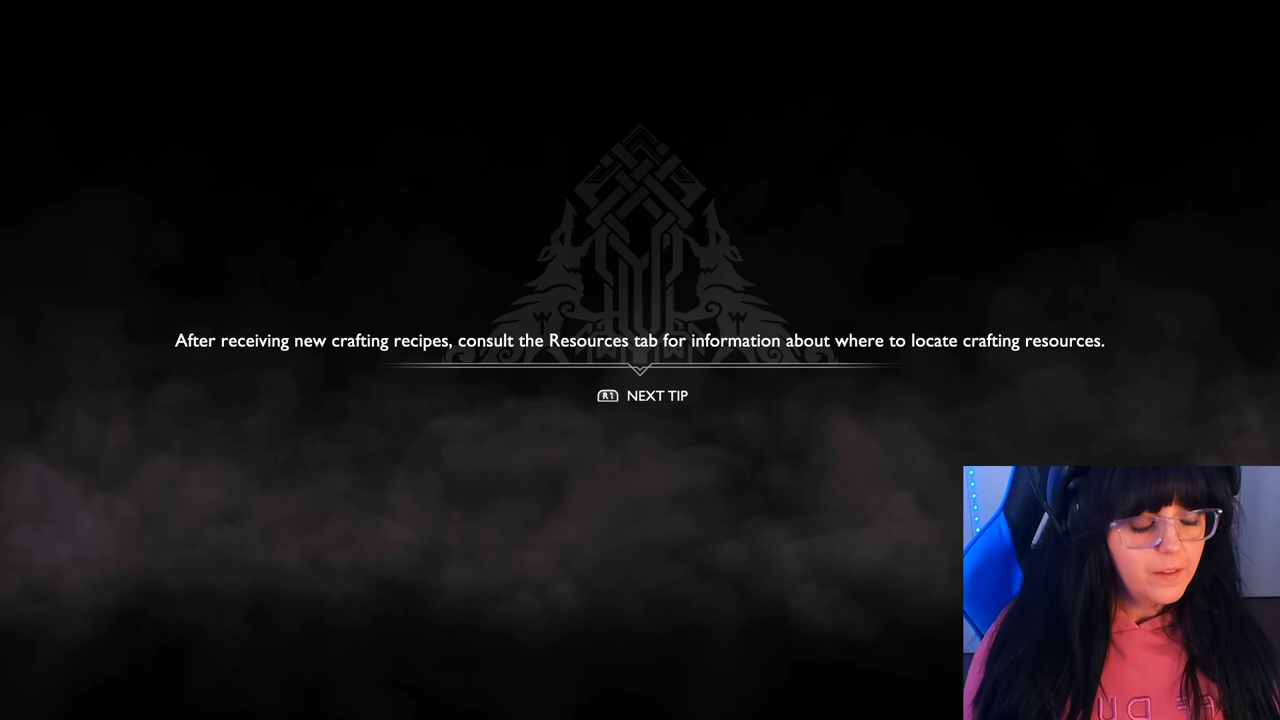 After receiving new crafting recipes, consult the Resources tab for information about where to locate crafting resources.
R1 NEXT TIP